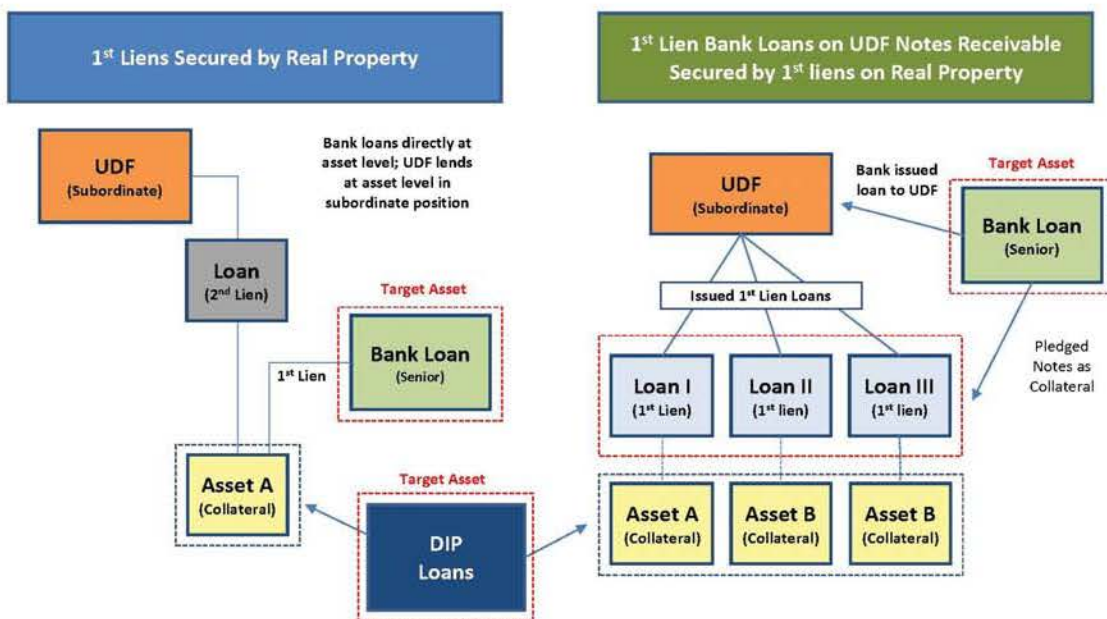 1st Liens Secured by Real Property
UDF
(Subordinate)
Bank loans directly at
asset level; UDF lends
at asset level in
subordinate position
Loan
(2nd Lien)
Target Asset
Bank Loan
(Senior)
1st Lien
Asset A
(Collateral)
Target Asset
DIP
Loans
1st Lien Bank Loans on UDF Notes Receivable
Secured by 1st liens on Real Property
UDF
(Subordinate)
Bank issued
loan to UDF
Target Asset
Bank Loan
(Senior)
Issued 1st Lien Loans
Pledged
Notes as
Collateral
Loan I
(1st Lien)
Loan II
(1st lien)
Loan III
(1st lien)
Asset A
(Collateral)
Asset B
(Collateral)
Asset B
(Collateral)